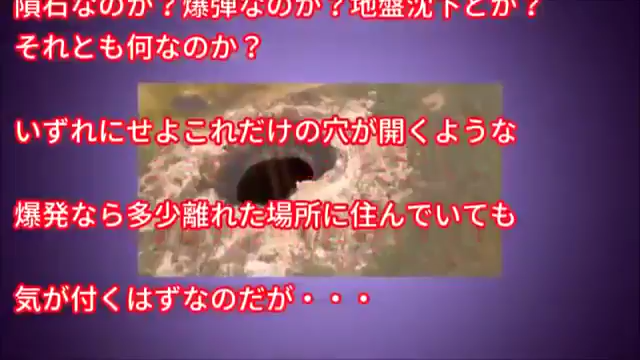 隕石なのか？爆弾なのか？地盤沈下とか？
それとも何なのか？
いずれにせよこれだけの穴が開くような
爆発なら多少離れた場所に住んでいても
気が付くはずなのだが・・・